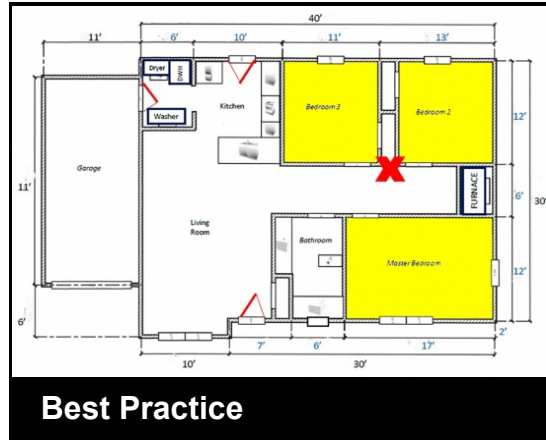 40'
11'
6'
10'
11'
13'
Dryer
DWH
Washer
Kitchen
Bedroom 3
Bedroom 2
12'
Garage
11'
FURNACE
6'
30'
Living
Room
Bathroom
Master Bedroom
12'
6'
2'
7'
6'
17'
10'
30'
Best Practice